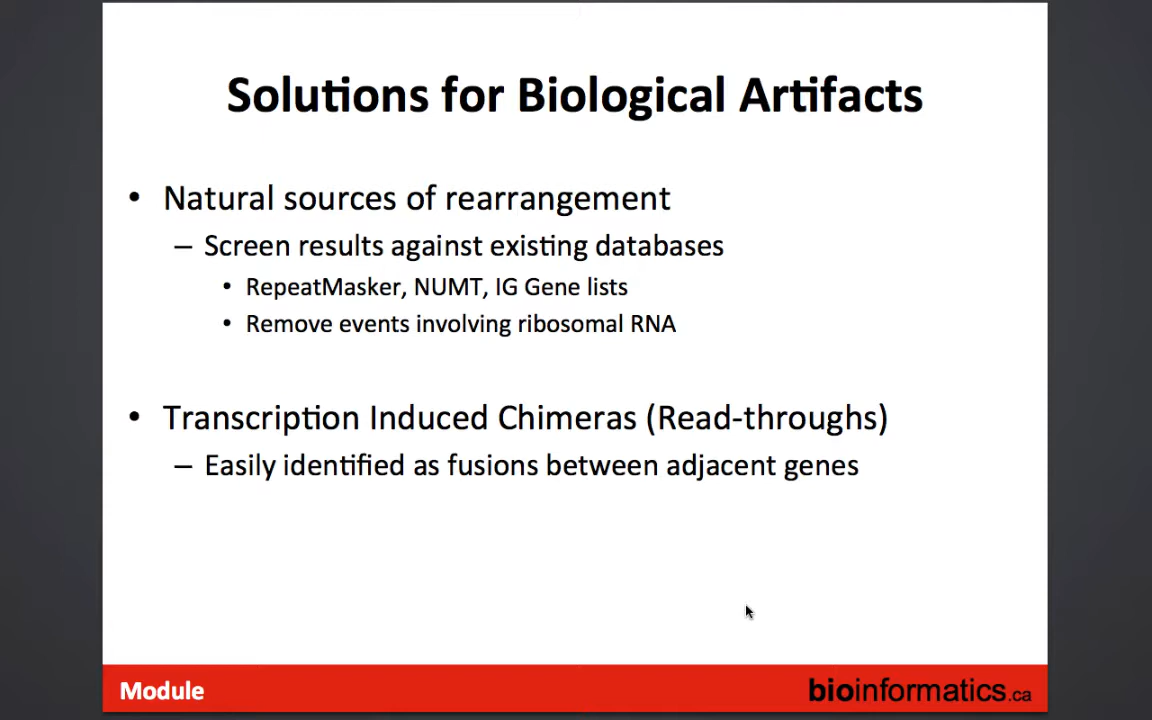 Solutions for Biological Artifacts
• Natural sources of rearrangement
– Screen results against existing databases
• RepeatMasker, NUMT, IG Gene lists
• Remove events involving ribosomal RNA
• Transcription Induced Chimeras (Read-throughs)
– Easily identified as fusions between adjacent genes
Module
bioinformatics.ca